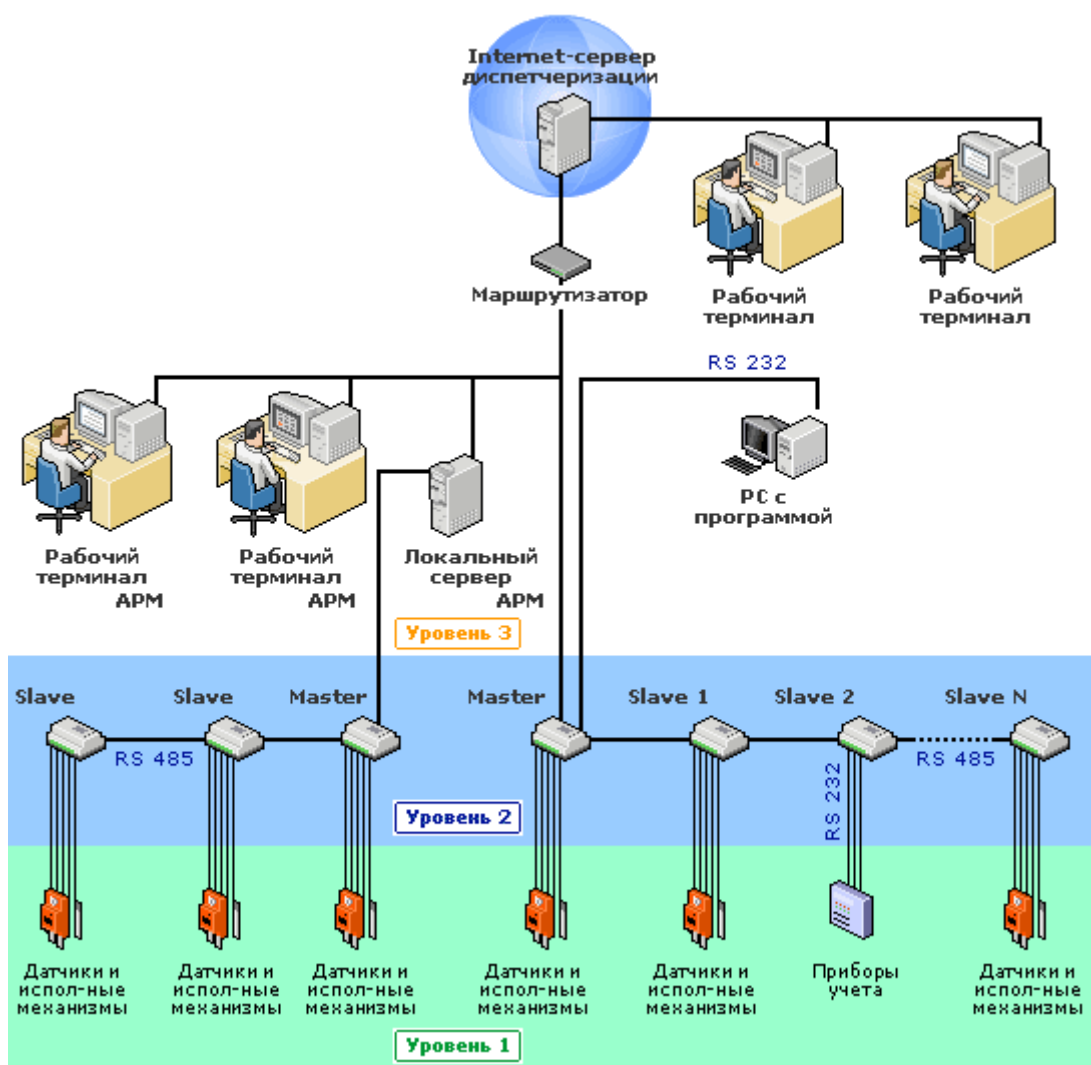 Internet-сервер
диспетчеризации
Маршрутизатор
Рабочий
терминал
Рабочий
терминал
RS 232
PC с
программой
Рабочий
терминал
АРМ
Рабочий
терминал
АРМ
Локальный
сервер
АРМ
Уровень 3
Slave
Slave
Master
Master
Slave 1
Slave 2
Slave N
RS 485
RS 232
RS 485
Уровень 2
Датчики и
испол-ные
механизмы
Датчики и
испол-ные
механизмы
Датчики и
испол-ные
механизмы
Датчики и
испол-ные
механизмы
Датчики и
испол-ные
механизмы
Приборы
учета
Датчики и
испол-ные
механизмы
Уровень 1